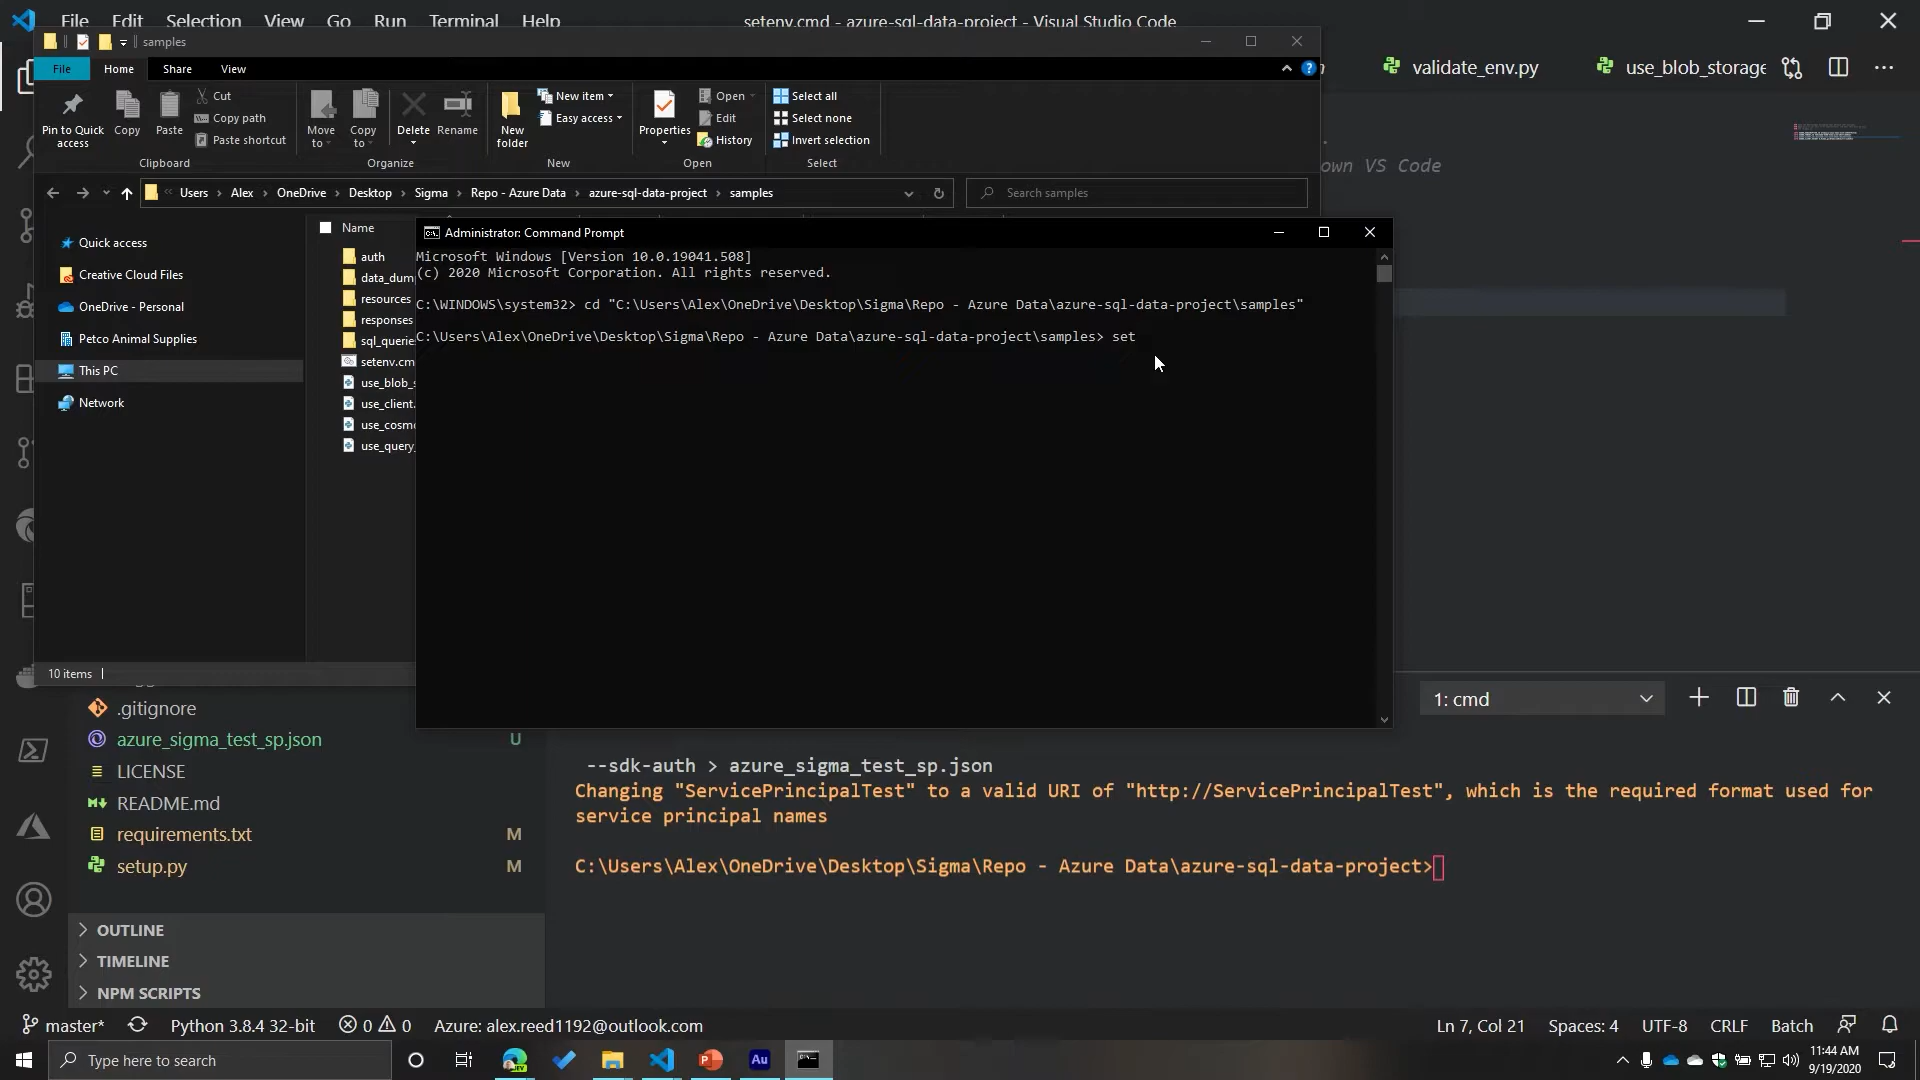 File Edit Selection View Go Run Terminal Help
setenv.cmd - azure-sql-data-project - Visual Studio Code
samples
File Home Share View
validate_env.py
use_blob_storage
Pin to Quick access
Copy
Paste
Cut
Copy path
Paste shortcut
Clipboard
Move to
Copy to
Delete
Rename
Organize
New folder
New item
Easy access
New
Properties
Open
Edit
History
Open
Select all
Select none
Invert selection
Select
own VS Code
« Users > Alex > OneDrive > Desktop > Sigma > Repo - Azure Data > azure-sql-data-project > samples
Search samples
Quick access
Creative Cloud Files
OneDrive - Personal
Petco Animal Supplies
This PC
Network
Name
auth
data_dum
resources
responses
sql_querie
setenv.cm
use_blob_s
use_client.
use_cosmo
use_query_
10 items
Administrator: Command Prompt
Microsoft Windows [Version 10.0.19041.508]
(c) 2020 Microsoft Corporation. All rights reserved.
C:\WINDOWS\system32> cd "C:\Users\Alex\OneDrive\Desktop\Sigma\Repo - Azure Data\azure-sql-data-project\samples"
C:\Users\Alex\OneDrive\Desktop\Sigma\Repo - Azure Data\azure-sql-data-project\samples> set
.gitignore
azure_sigma_test_sp.json U
LICENSE
README.md
requirements.txt M
setup.py M
OUTLINE
TIMELINE
NPM SCRIPTS
1: cmd
--sdk-auth > azure_sigma_test_sp.json
Changing "ServicePrincipalTest" to a valid URI of "http://ServicePrincipalTest", which is the required format used for
service principal names
C:\Users\Alex\OneDrive\Desktop\Sigma\Repo - Azure Data\azure-sql-data-project>
master* Python 3.8.4 32-bit 0 0 Azure: alex.reed1192@outlook.com
Ln 7, Col 21 Spaces: 4 UTF-8 CRLF Batch
Type here to search
Au
11:44 AM
9/19/2020